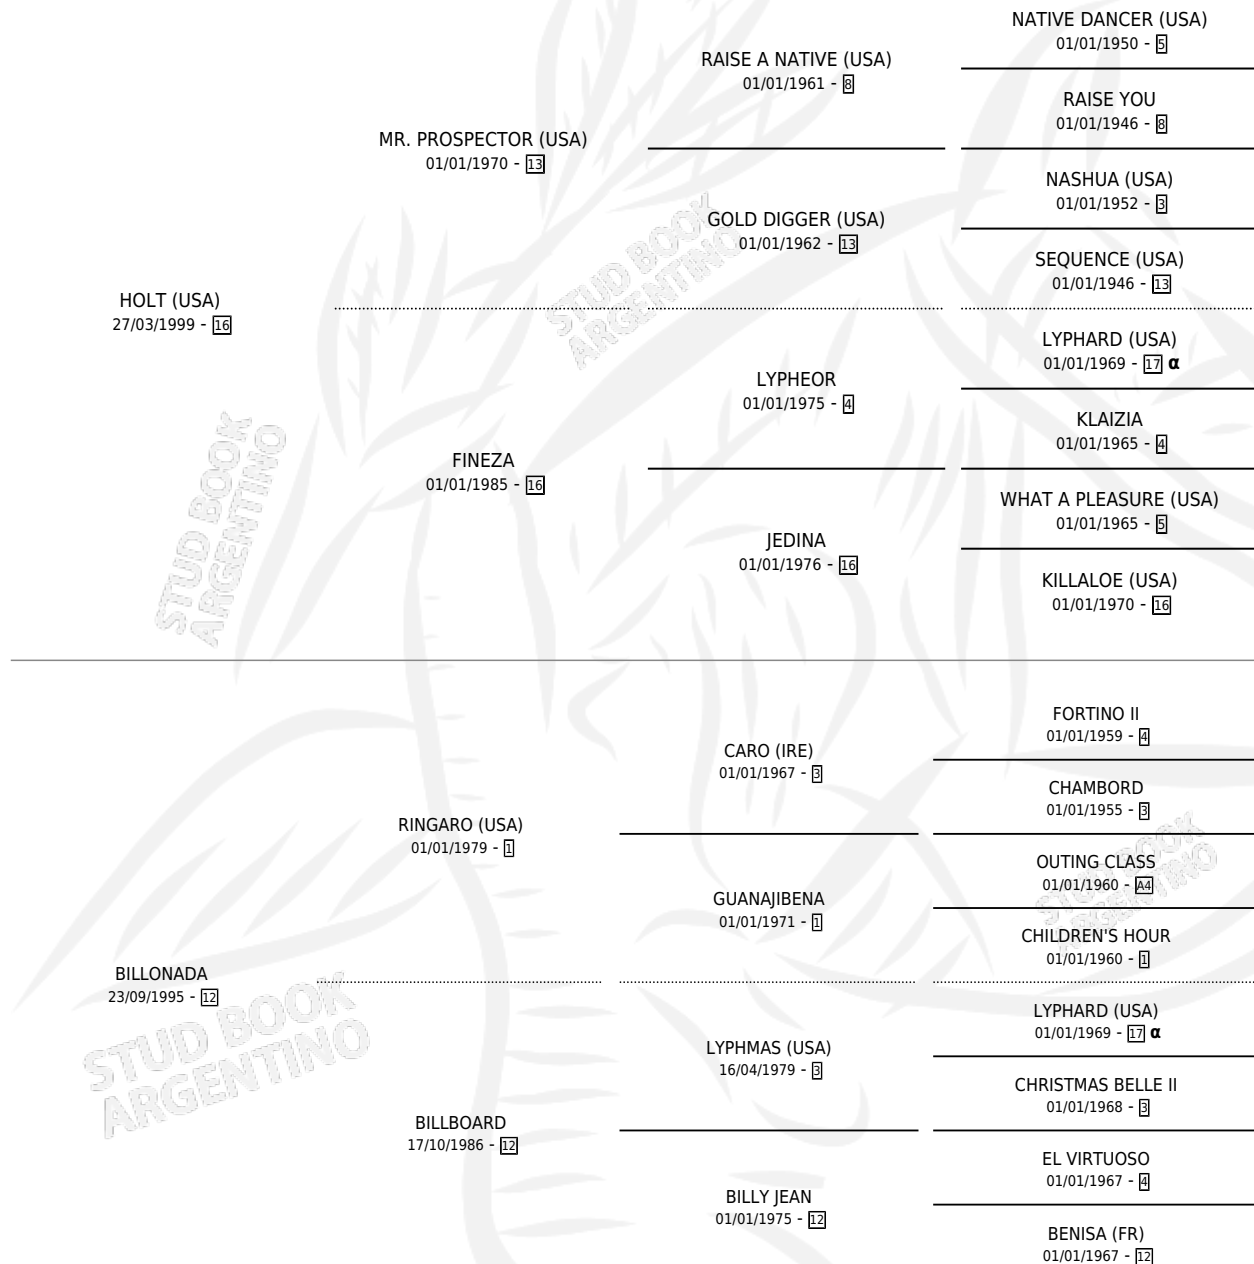 NATIVE DANCER (USA)
01/01/1950 - 5
RAISE A NATIVE (USA)
01/01/1961 - 8
RAISE YOU
01/01/1946 - 8
MR. PROSPECTOR (USA)
01/01/1970 - 13
NASHUA (USA)
01/01/1952 - 3
GOLD DIGGER (USA)
01/01/1962 - 13
SEQUENCE (USA)
01/01/1946 - 13
STUD BOOK
ARGENTINO
HOLT (USA)
27/03/1999 - 16
LYPHARD (USA)
01/01/1969 - 17 α
LYPHEOR
01/01/1975 - 4
KLAIZIA
01/01/1965 - 4
FINEZA
01/01/1985 - 16
WHAT A PLEASURE (USA)
01/01/1965 - 5
JEDINA
01/01/1976 - 16
KILLALOE (USA)
01/01/1970 - 16
STUD BOOK
ARGENTINO
FORTINO II
01/01/1959 - 4
CARO (IRE)
01/01/1967 - 3
CHAMBORD
01/01/1955 - 3
RINGARO (USA)
01/01/1979 - 1
OUTING CLASS
01/01/1960 - A4
GUANAJIBENA
01/01/1971 - 1
CHILDREN'S HOUR
01/01/1960 - 1
STUD BOOK
ARGENTINO
BILLONADA
23/09/1995 - 12
LYPHARD (USA)
01/01/1969 - 17 α
LYPHMAS (USA)
16/04/1979 - 3
CHRISTMAS BELLE II
01/01/1968 - 3
STUD BOOK
ARGENTINO
BILLBOARD
17/10/1986 - 12
EL VIRTUOSO
01/01/1967 - 4
BILLY JEAN
01/01/1975 - 12
BENISA (FR)
01/01/1967 - 12